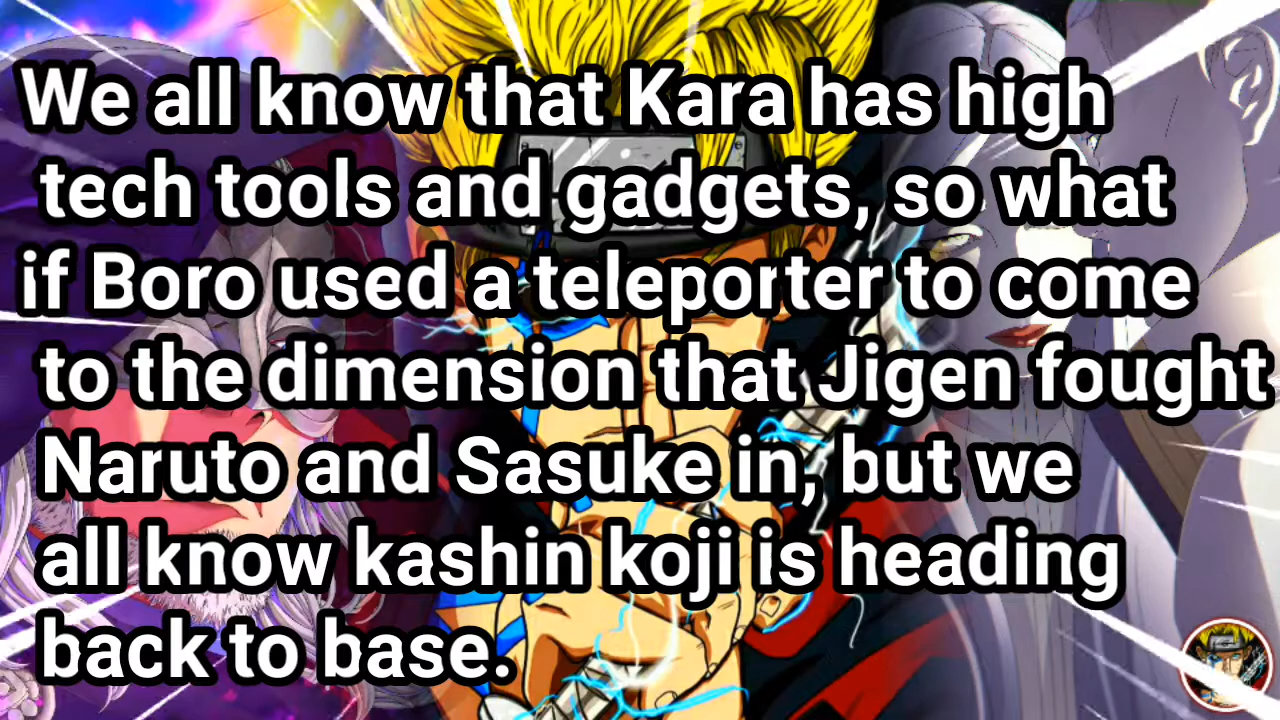 We all know that Kara has high
tech tools and gadgets, so what
if Boro used a teleporter to come
to the dimension that Jigen fought
Naruto and Sasuke in, but we
all know kashin koji is heading
back to base.